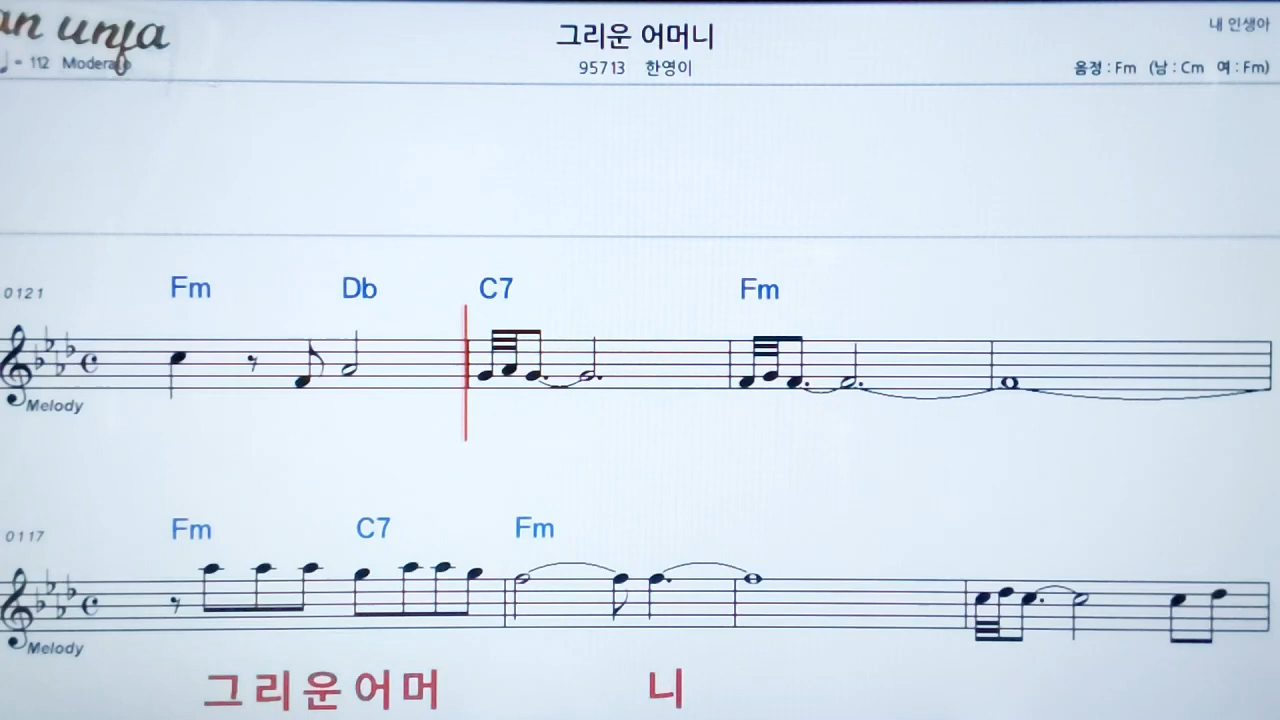 an unfa
그리운 어머니
내 인생아
♩= 112 Moderato
95713 한영이
음정 : Fm (남 : Cm 여 : Fm)
Fm Db C7 Fm
0121
Melody
Fm C7 Fm
0117
Melody
그리운어머 니